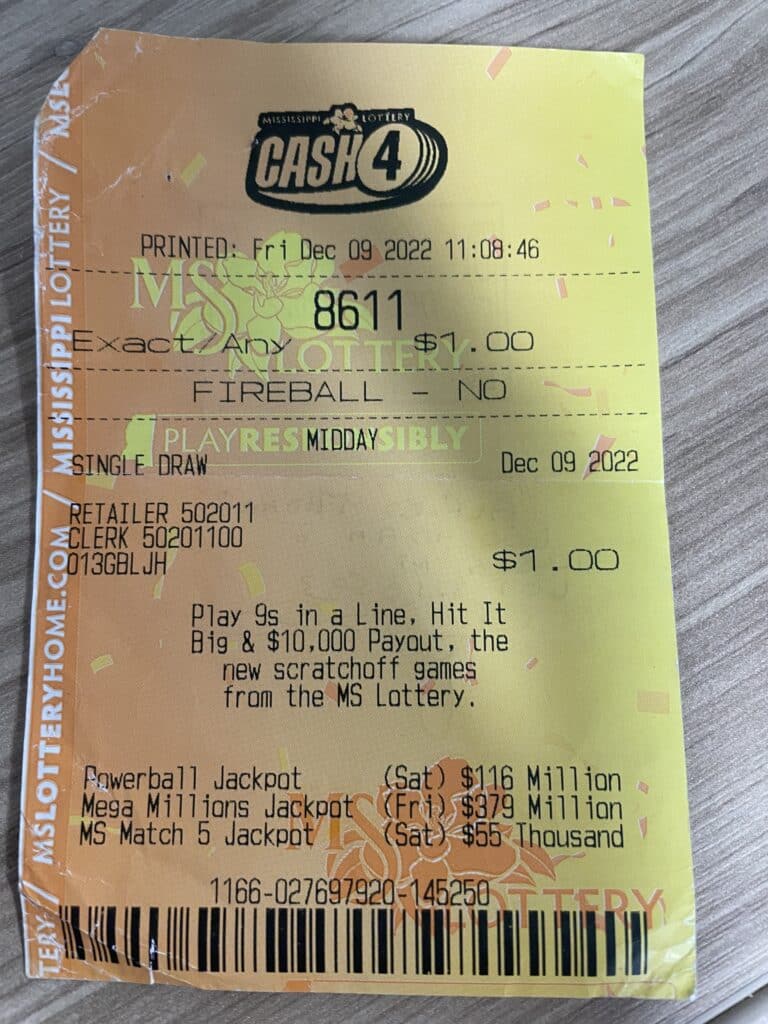 MISSISSIPPI LOTTERY
CASH 4
PRINTED: Fri Dec 09 2022 11:08:46
MS
LOTTERY
8611
Exact/Any $1.00
FIREBALL - NO
PLAY RESPONSIBLY
MIDDAY
SINGLE DRAW Dec 09 2022
RETAILER 502011
CLERK 50201100
013GBLJH $1.00
Play 9s in a Line, Hit It
Big & $10,000 Payout, the
new scratchoff games
from the MS Lottery.
Powerball Jackpot (Sat) $116 Million
Mega Millions Jackpot (Fri) $379 Million
MS Match 5 Jackpot (Sat) $55 Thousand
MS
LOTTERY
1166-027697920-145250
TERY // MSLOTTERYHOME.COM / MISSISSIPPI LOTTERY / MSL